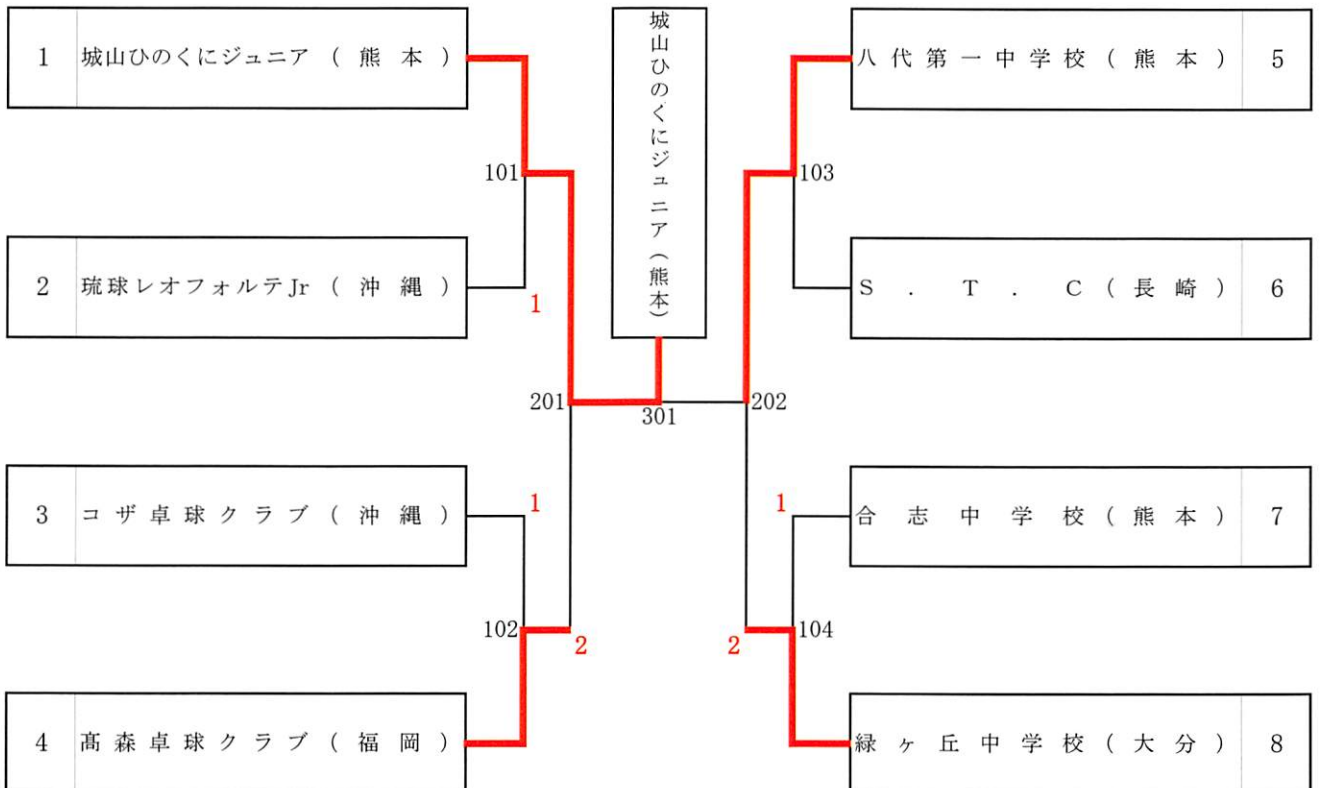 1 城山ひのくにジュニア ( 熊 本 )
城山ひのくにジュニア（熊本）
八 代 第 一 中 学 校 ( 熊 本 ) 5
101
103
2 琉球レオフォルテJr ( 沖 縄 )
1
S . T . C ( 長 崎 ) 6
201
301
202
3 コ ザ 卓 球 ク ラ ブ ( 沖 縄 )
1
1
合 志 中 学 校 ( 熊 本 ) 7
102
2
2
104
4 髙 森 卓 球 ク ラ ブ ( 福 岡 )
緑 ヶ 丘 中 学 校 ( 大 分 ) 8